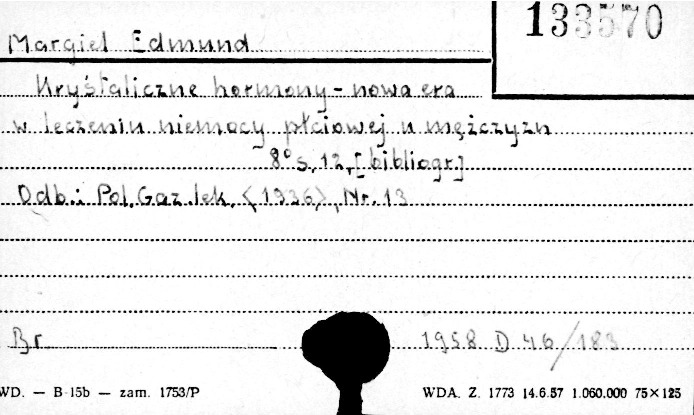 133570
Margiel Edmund
Kryśtaliczne hormony - nowa era
w leczeniu niemocy płciowej u mężczyzn
8° s. 12, [bibliogr.]
Odb.: Pol. Gaz. lek. <1936>, Nr. 13
Br. 1958 D 46/183
WD. — B 15b — zam. 1753/P WDA. Z. 1773 14.6.57 1.060.000 75×125